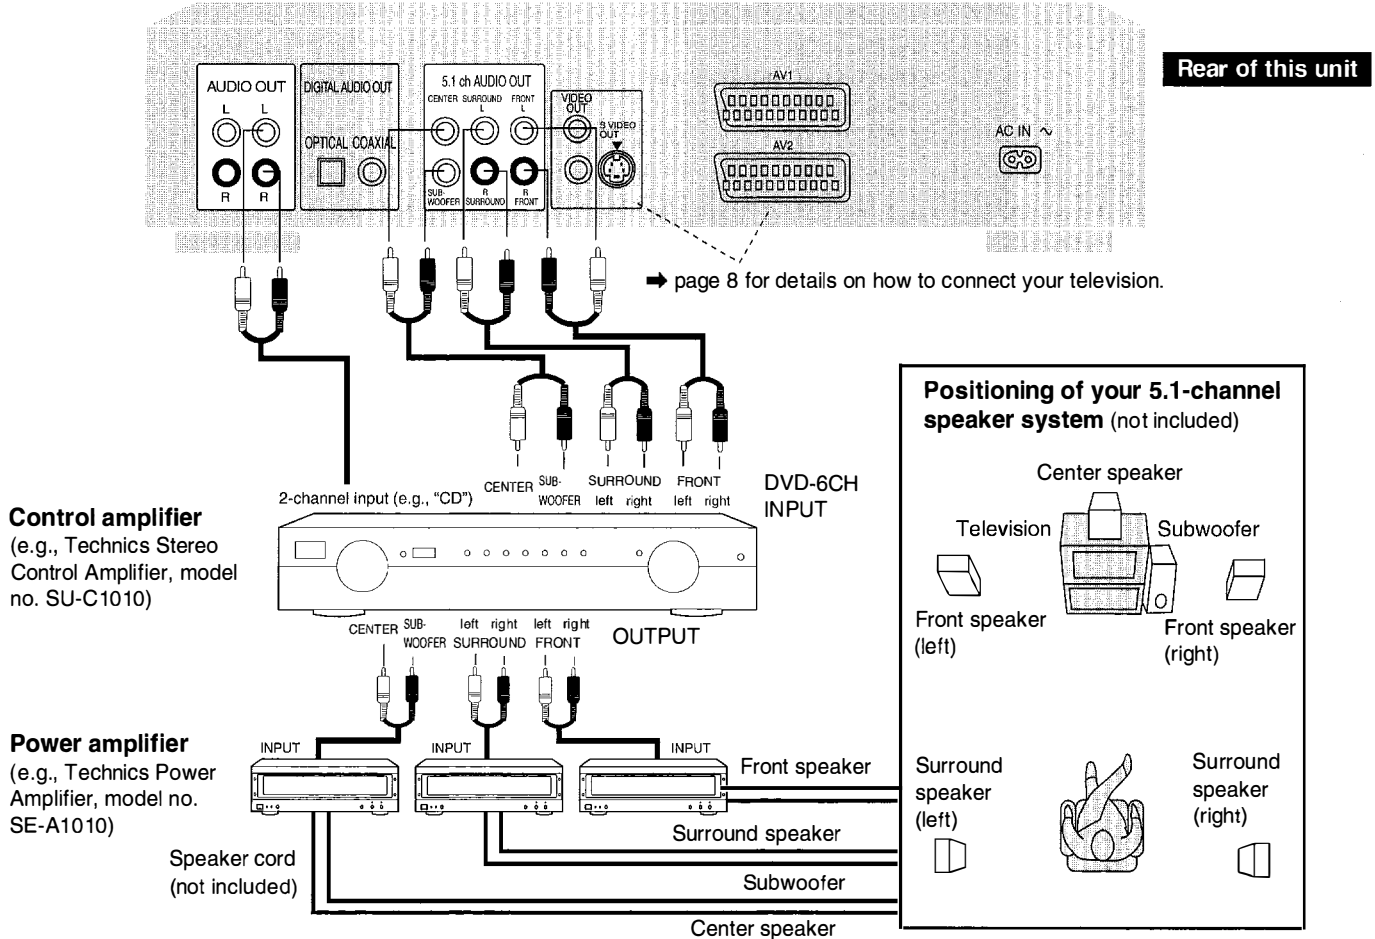 Rear of this unit
AUDIO OUT
L L
R R
DIGITAL AUDIO OUT
OPTICAL COAXIAL
5.1 ch AUDIO OUT
CENTER SURROUND FRONT
L L
SUB-
WOOFER
R R
SURROUND FRONT
VIDEO
OUT
S VIDEO
OUT
AV1
AV2
AC IN ~
➡ page 8 for details on how to connect your television.
2-channel input (e.g., “CD”)
CENTER
SUB-
WOOFER
SURROUND
left right
FRONT
left right
DVD-6CH
INPUT
Control amplifier
(e.g., Technics Stereo
Control Amplifier, model
no. SU-C1010)
CENTER
SUB-
WOOFER
left right
SURROUND
left right
FRONT
OUTPUT
Power amplifier
(e.g., Technics Power
Amplifier, model no.
SE-A1010)
INPUT
INPUT
INPUT
Front speaker
Surround speaker
Subwoofer
Center speaker
Speaker cord
(not included)
Positioning of your 5.1-channel
speaker system (not included)
Center speaker
Television
Subwoofer
Front speaker
(left)
Front speaker
(right)
Surround
speaker
(left)
Surround
speaker
(right)